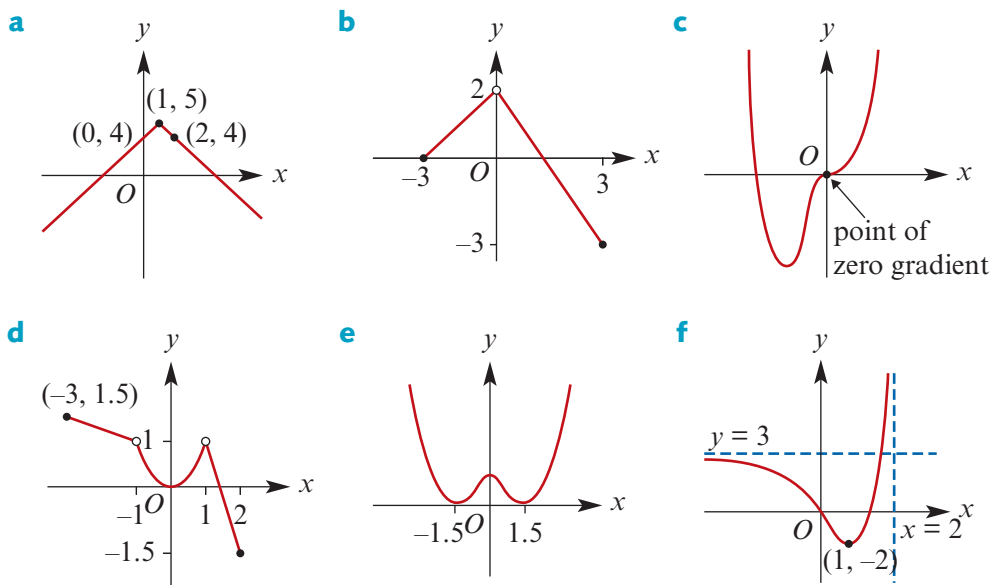 a
y
(1, 5)
(0, 4)
(2, 4)
O
x
b
y
2
–3
O
3
x
–3
c
y
O
x
point of
zero gradient
d
y
(–3, 1.5)
1
–1
O
1
2
x
–1.5
e
y
–1.5
O
1.5
x
f
y
y = 3
O
x
x = 2
(1, –2)